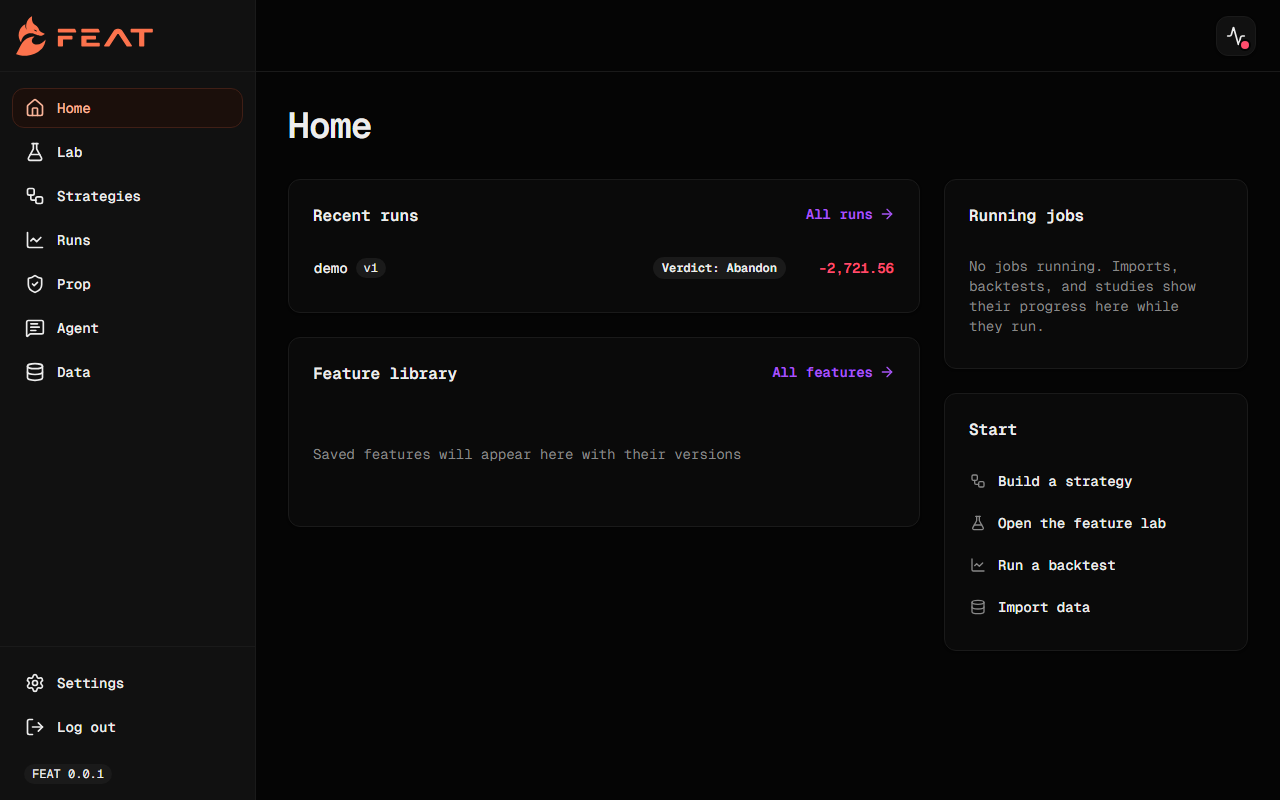 FEAT
Home
Lab
Strategies
Runs
Prop
Agent
Data
Settings
Log out
FEAT 0.0.1
Home
Recent runs
All runs →
demo v1 Verdict: Abandon -2,721.56
Feature library
All features →
Saved features will appear here with their versions
Running jobs
No jobs running. Imports,
backtests, and studies show
their progress here while
they run.
Start
Build a strategy
Open the feature lab
Run a backtest
Import data